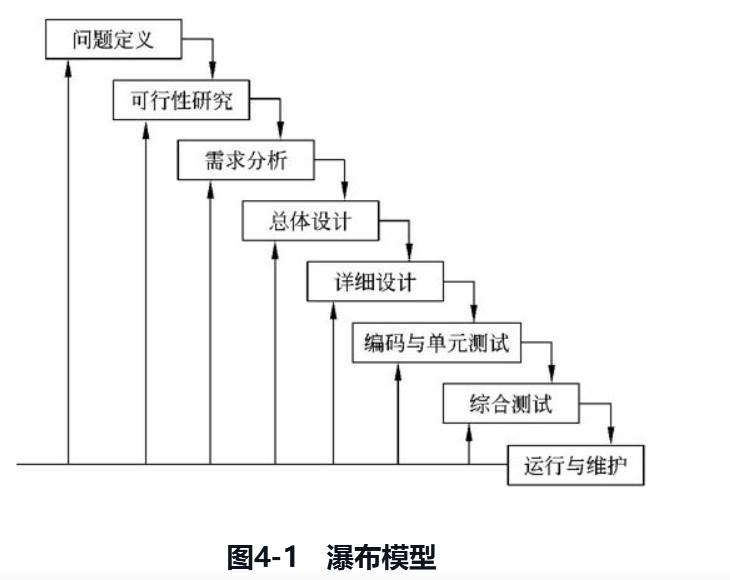 问题定义
可行性研究
需求分析
总体设计
详细设计
编码与单元测试
综合测试
运行与维护
图4-1 瀑布模型